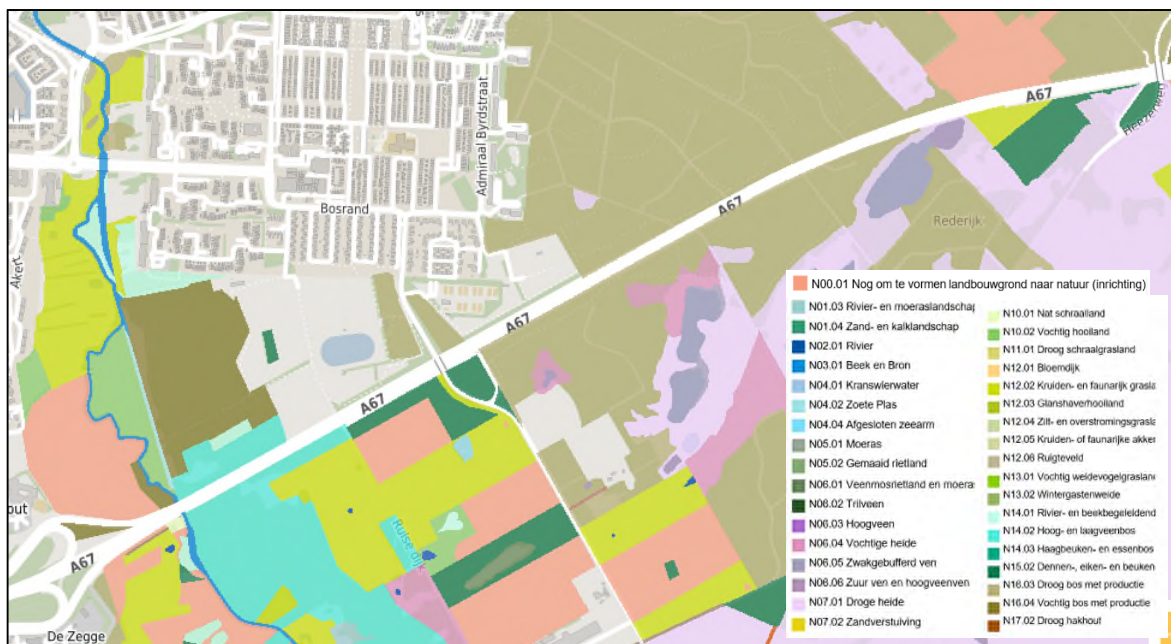 A67
Heezerweg
Admiraal Byrdstraat
Bosrand
A67
Rederijk
Akert
A67
A67
out
A67
Rulse dij
De Zegge
N00.01 Nog om te vormen landbouwgrond naar natuur (inrichting)
N01.03 Rivier- en moeraslandschap
N01.04 Zand- en kalklandschap
N02.01 Rivier
N03.01 Beek en Bron
N04.01 Kranswierwater
N04.02 Zoete Plas
N04.04 Afgesloten zeearm
N05.01 Moeras
N05.02 Gemaaid rietland
N06.01 Veenmosrietland en moeras
N06.02 Trilveen
N06.03 Hoogveen
N06.04 Vochtige heide
N06.05 Zwakgebufferd ven
N06.06 Zuur ven en hoogveenven
N07.01 Droge heide
N07.02 Zandverstuiving
N10.01 Nat schraalland
N10.02 Vochtig hooiland
N11.01 Droog schraalgrasland
N12.01 Bloemdijk
N12.02 Kruiden- en faunarijk grasla
N12.03 Glanshaverhooiland
N12.04 Zilt- en overstromingsgrasla
N12.05 Kruiden- of faunarijke akker
N12.06 Ruigteveld
N13.01 Vochtig weidevogelgrasland
N13.02 Wintergastenweide
N14.01 Rivier- en beekbegeleidend
N14.02 Hoog- en laagveenbos
N14.03 Haagbeuken- en essenbos
N15.02 Dennen-, eiken- en beuken
N16.03 Droog bos met productie
N16.04 Vochtig bos met productie
N17.02 Droog hakhout